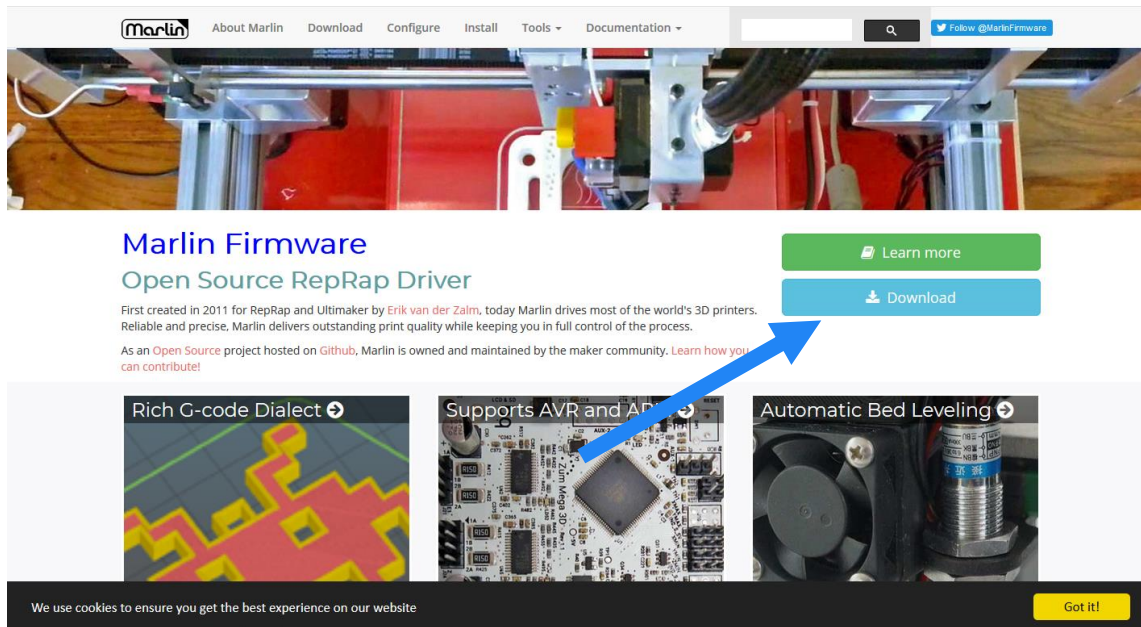 Marlin
About Marlin Download Configure Install Tools Documentation
Follow @MarlinFirmware
Marlin Firmware
Open Source RepRap Driver
First created in 2011 for RepRap and Ultimaker by Erik van der Zalm, today Marlin drives most of the world's 3D printers.
Reliable and precise, Marlin delivers outstanding print quality while keeping you in full control of the process.
As an Open Source project hosted on Github, Marlin is owned and maintained by the maker community. Learn how you
can contribute!
Learn more
Download
Rich G-code Dialect
Supports AVR and
Automatic Bed Leveling
R150
R150
R150
R150
Zum Mega 3D
We use cookies to ensure you get the best experience on our website
Got it!